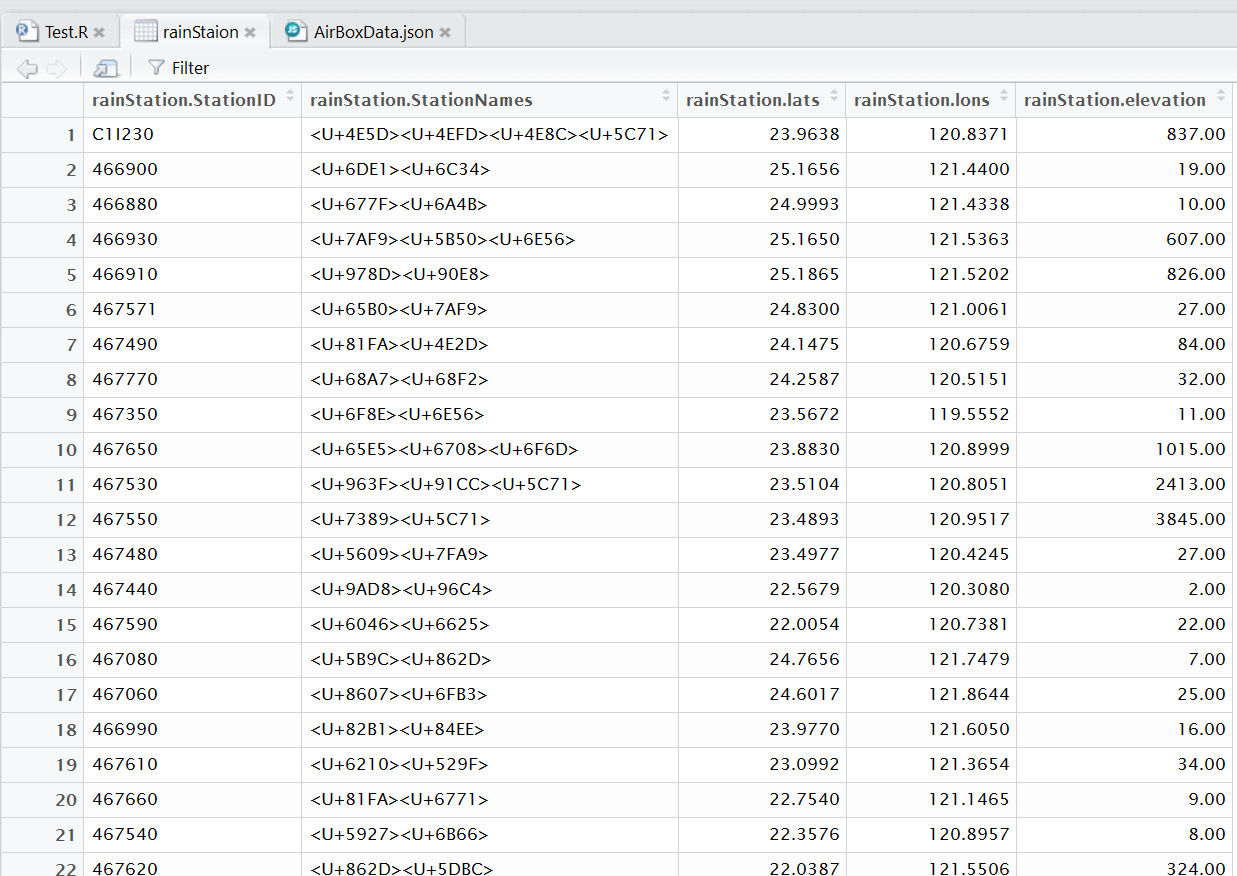 Test.R rainStaion AirBoxData.json
Filter
rainStation.StationID rainStation.StationNames rainStation.lats rainStation.lons rainStation.elevation
1 C1I230 <U+4E5D><U+4EFD><U+4E8C><U+5C71> 23.9638 120.8371 837.00
2 466900 <U+6DE1><U+6C34> 25.1656 121.4400 19.00
3 466880 <U+677F><U+6A4B> 24.9993 121.4338 10.00
4 466930 <U+7AF9><U+5B50><U+6E56> 25.1650 121.5363 607.00
5 466910 <U+978D><U+90E8> 25.1865 121.5202 826.00
6 467571 <U+65B0><U+7AF9> 24.8300 121.0061 27.00
7 467490 <U+81FA><U+4E2D> 24.1475 120.6759 84.00
8 467770 <U+68A7><U+68F2> 24.2587 120.5151 32.00
9 467350 <U+6F8E><U+6E56> 23.5672 119.5552 11.00
10 467650 <U+65E5><U+6708><U+6F6D> 23.8830 120.8999 1015.00
11 467530 <U+963F><U+91CC><U+5C71> 23.5104 120.8051 2413.00
12 467550 <U+7389><U+5C71> 23.4893 120.9517 3845.00
13 467480 <U+5609><U+7FA9> 23.4977 120.4245 27.00
14 467440 <U+9AD8><U+96C4> 22.5679 120.3080 2.00
15 467590 <U+6046><U+6625> 22.0054 120.7381 22.00
16 467080 <U+5B9C><U+862D> 24.7656 121.7479 7.00
17 467060 <U+8607><U+6FB3> 24.6017 121.8644 25.00
18 466990 <U+82B1><U+84EE> 23.9770 121.6050 16.00
19 467610 <U+6210><U+529F> 23.0992 121.3654 34.00
20 467660 <U+81FA><U+6771> 22.7540 121.1465 9.00
21 467540 <U+5927><U+6B66> 22.3576 120.8957 8.00
22 467620 <U+862D><U+5DBC> 22.0387 121.5506 324.00